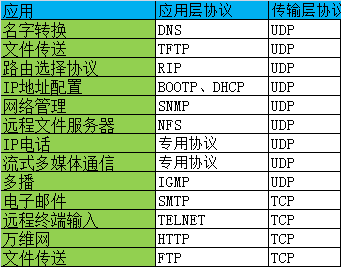 应用 应用层协议 传输层协议
名字转换 DNS UDP
文件传送 TFTP UDP
路由选择协议 RIP UDP
IP地址配置 BOOTP、DHCP UDP
网络管理 SNMP UDP
远程文件服务器 NFS UDP
IP电话 专用协议 UDP
流式多媒体通信 专用协议 UDP
多播 IGMP UDP
电子邮件 SMTP TCP
远程终端输入 TELNET TCP
万维网 HTTP TCP
文件传送 FTP TCP